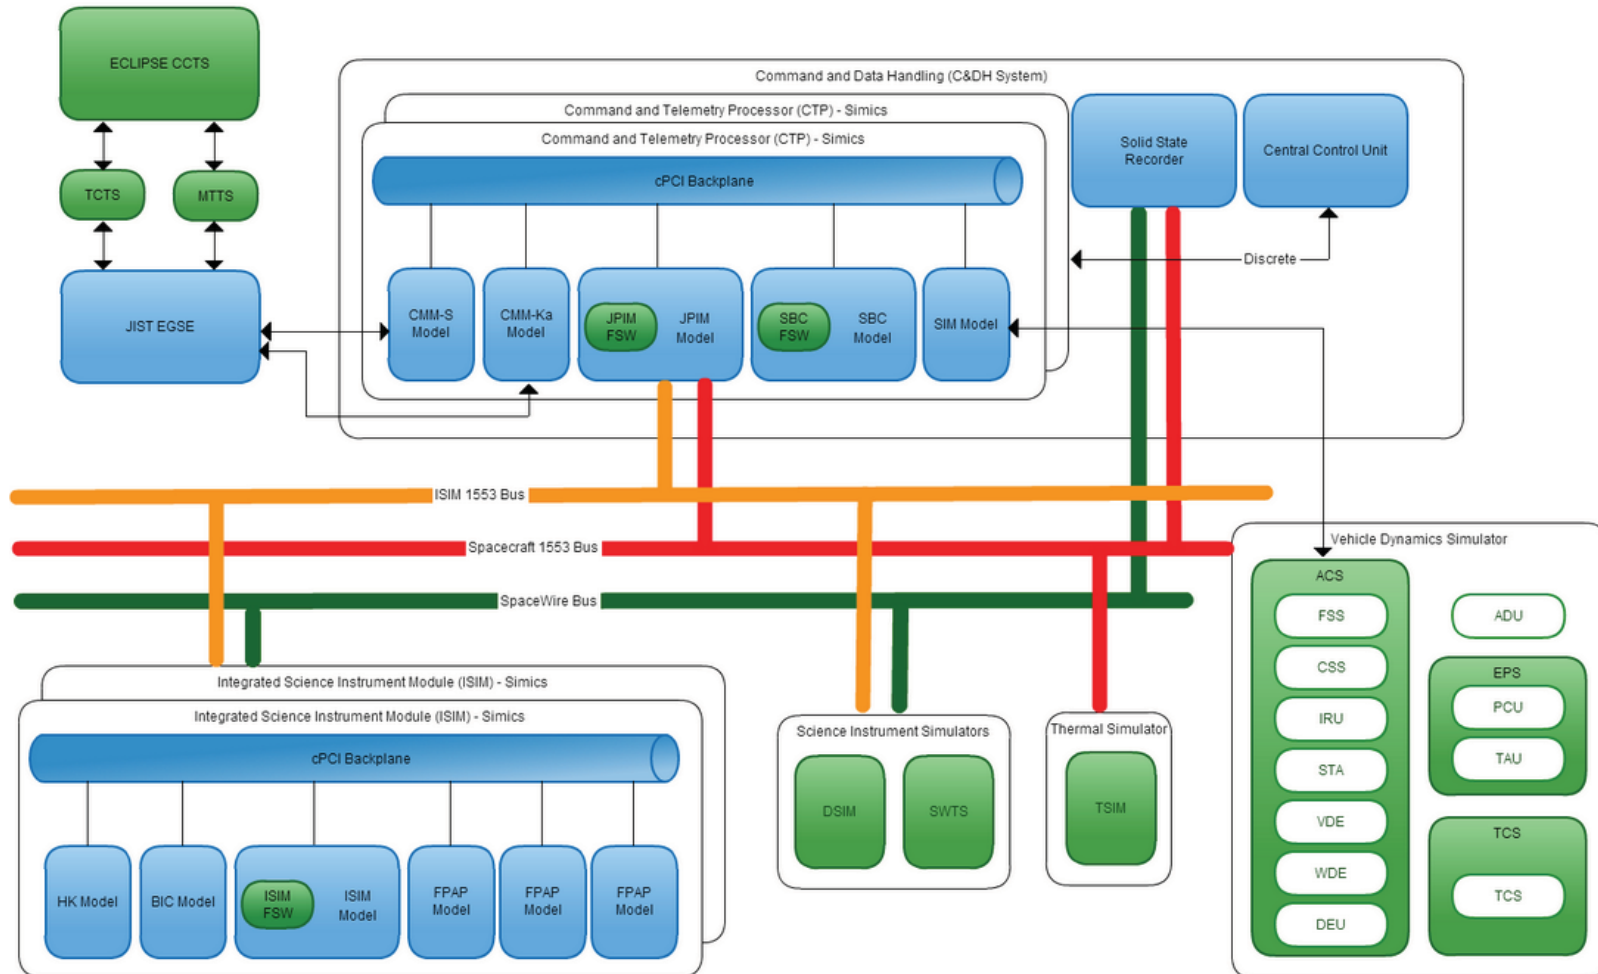 ECLIPSE CCTS
TCTS
MTTS
JIST EGSE
Command and Data Handling (C&DH System)
Command and Telemetry Processor (CTP) - Simics
Command and Telemetry Processor (CTP) - Simics
cPCI Backplane
CMM-S
Model
CMM-Ka
Model
JPIM
FSW
JPIM
Model
SBC
FSW
SBC
Model
SIM Model
Solid State
Recorder
Central Control Unit
Discrete
ISIM 1553 Bus
Spacecraft 1553 Bus
SpaceWire Bus
Integrated Science Instrument Module (ISIM) - Simics
Integrated Science Instrument Module (ISIM) - Simics
cPCI Backplane
HK Model
BIC Model
ISIM
FSW
ISIM
Model
FPAP
Model
FPAP
Model
FPAP
Model
Science Instrument Simulators
DSIM
SWTS
Thermal Simulator
TSIM
Vehicle Dynamics Simulator
ACS
FSS
CSS
IRU
STA
VDE
WDE
DEU
ADU
EPS
PCU
TAU
TCS
TCS